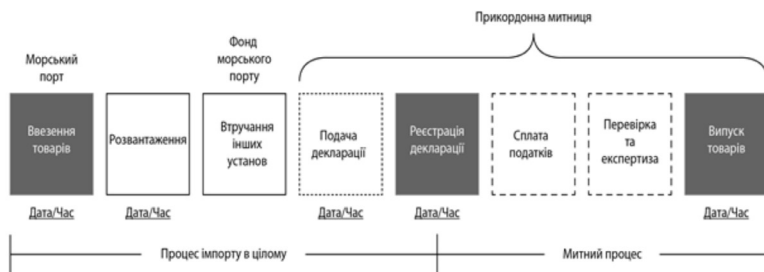 Прикордонна митниця
Морський
порт
Фонд
морського
порту
Ввезення
товарів
Розвантаження
Втручання
інших
установ
Подача
декларації
Реєстрація
декларації
Сплата
податків
Перевірка
та
експертиза
Випуск
товарів
Дата/Час
Дата/Час
Дата/Час
Дата/Час
Дата/Час
Процес імпорту в цілому
Митний процес